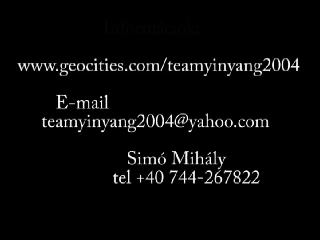 www.geocities.com/teamyinyang2004
E-mail
teamyinyang2004@yahoo.com
Simó Mihály
tel +40 744-267822